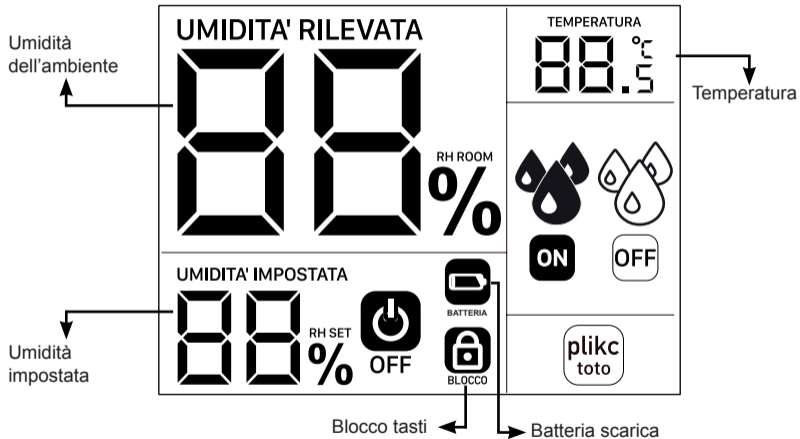 Umidità
dell'ambiente
UMIDITA' RILEVATA
88
RH ROOM
%
TEMPERATURA
88.5
°C
Temperatura
ON
OFF
UMIDITA' IMPOSTATA
88
RH SET
%
OFF
BATTERIA
BLOCCO
plikc
toto
Umidità
impostata
Blocco tasti
Batteria scarica